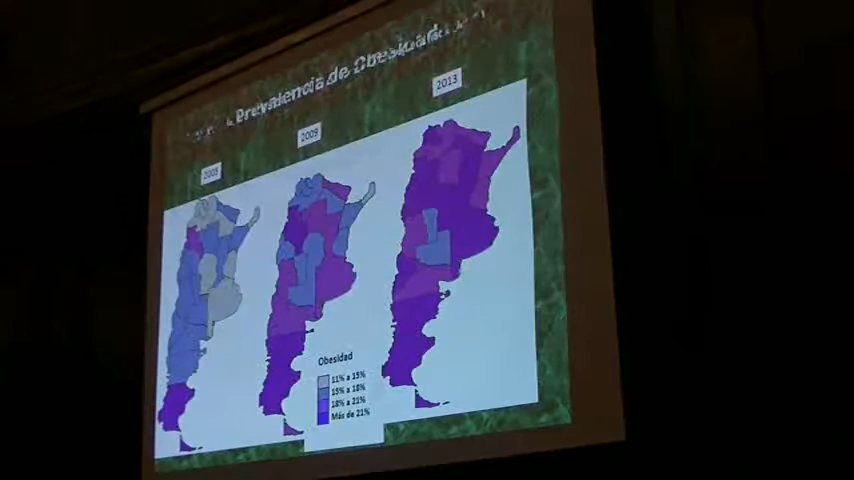 Prevalencia de Obesidad
2005
2009
2013
Obesidad
11% a 15%
15% a 18%
18% a 21%
Más de 21%